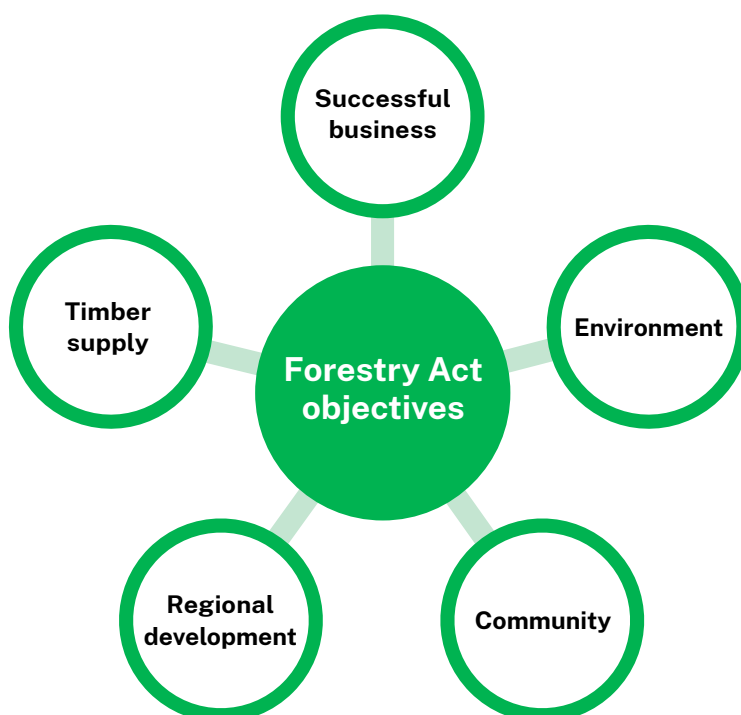 Successful
business
Timber
supply
Environment
Forestry Act
objectives
Regional
development
Community